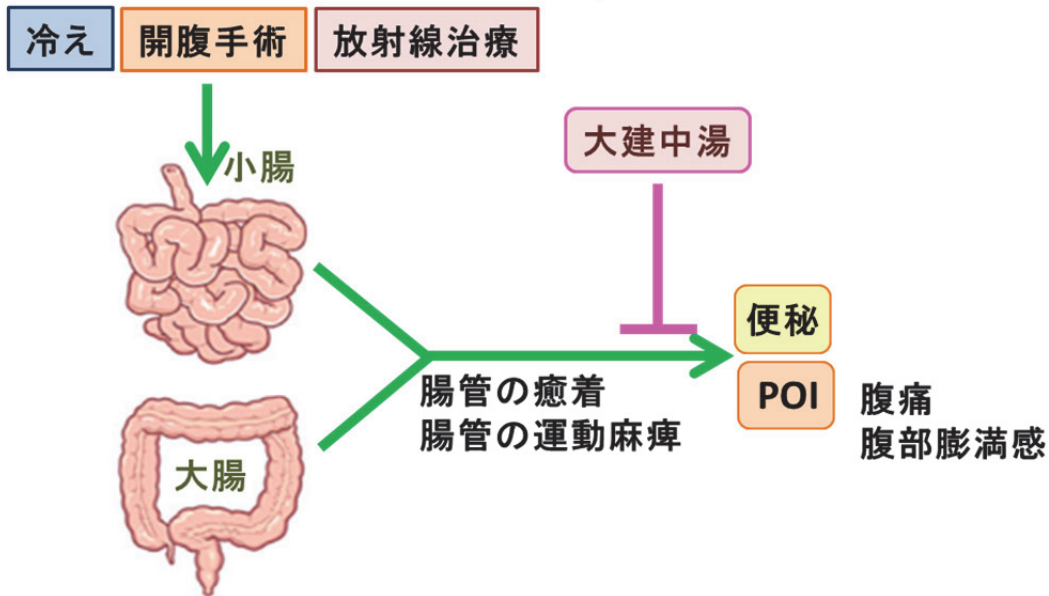 冷え
開腹手術
放射線治療
小腸
大建中湯
便秘
腸管の癒着
腸管の運動麻痺
POI
腹痛
腹部膨満感
大腸